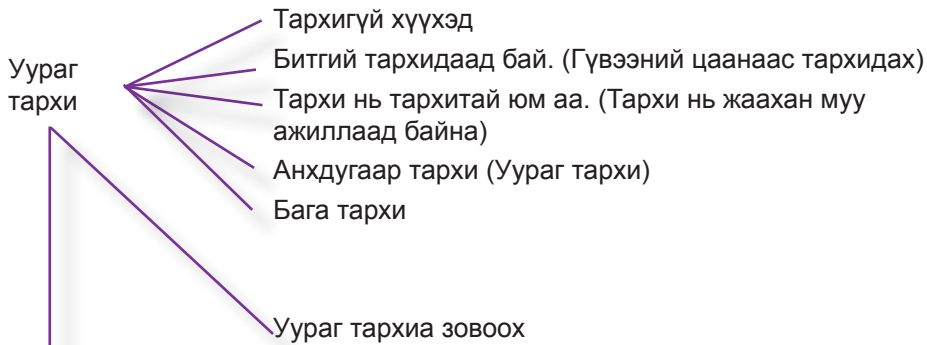 Тархигүй хүүхэд
Уураг
тархи
Битгий тархидаад бай. (Гүвээний цаанаас тархидах)
Тархи нь тархитай юм аа. (Тархи нь жаахан муу
ажиллаад байна)
Анхдугаар тархи (Уураг тархи)
Бага тархи
Уураг тархиа зовоох